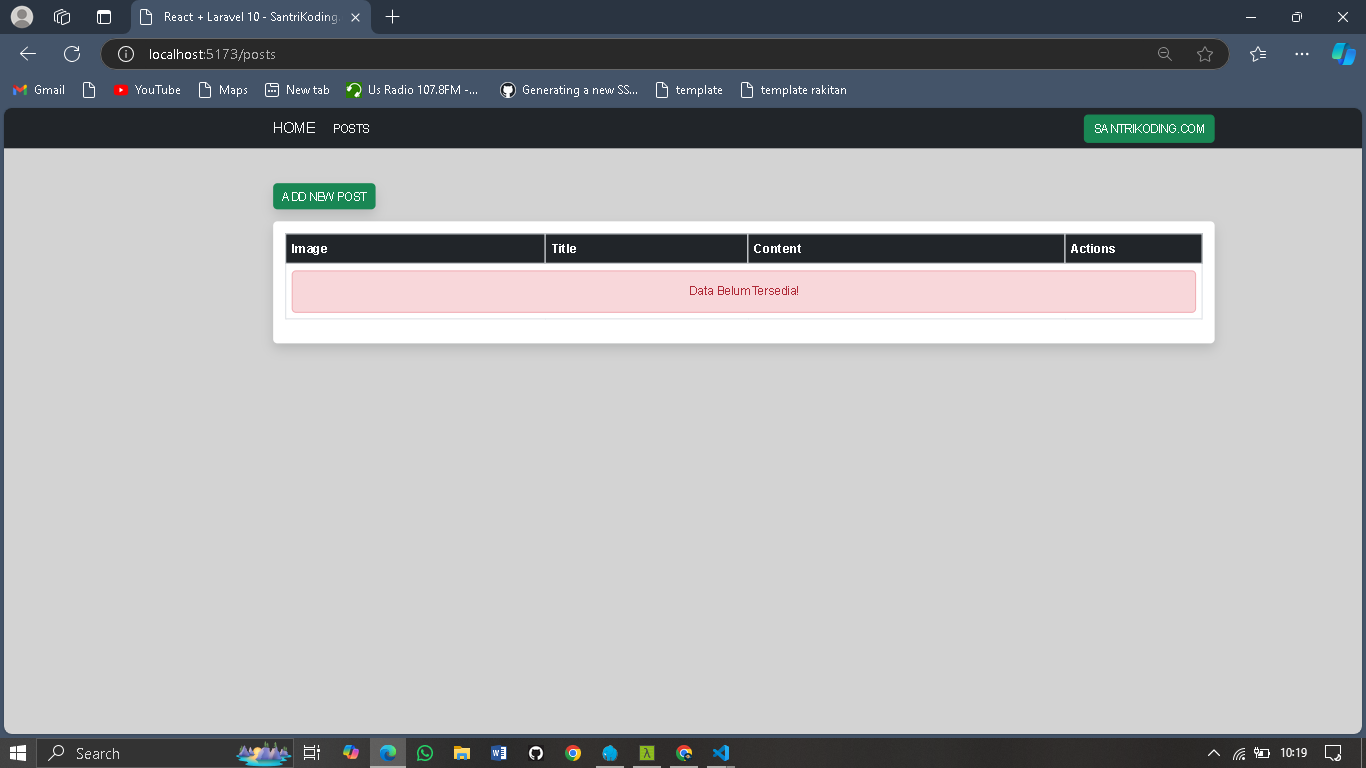 React + Laravel 10 - SantriKoding.
localhost:5173/posts
Gmail YouTube Maps New tab Us Radio 107.8FM -... Generating a new SS... template template rakitan
HOME POSTS SANTRIKODING.COM
ADD NEW POST
Image Title Content Actions
Data Belum Tersedia!
Search 10:19